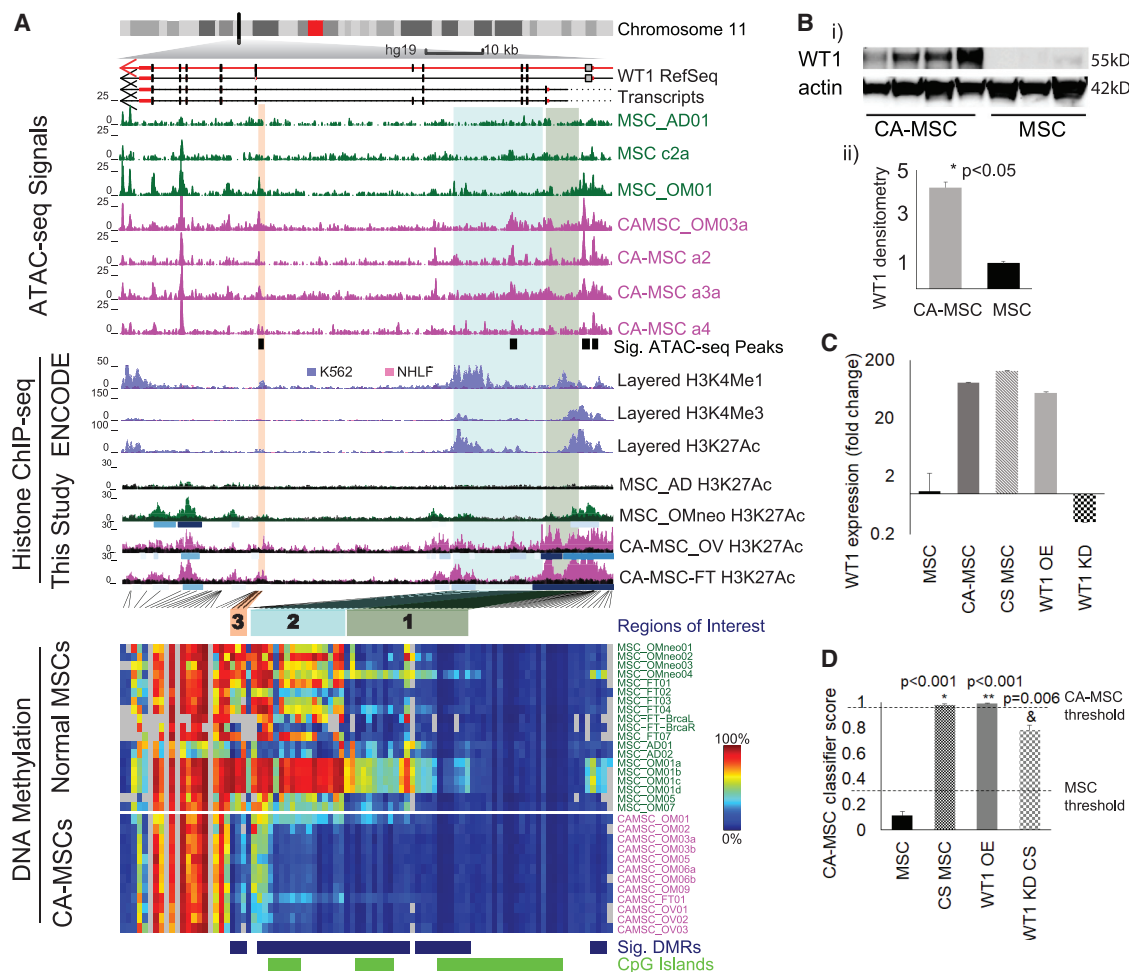 A
Chromosome 11
hg19 10 kb
WT1 RefSeq
Transcripts
ATAC-seq Signals
25
0
MSC_AD01
25
0
MSC c2a
25
0
MSC_OM01
25
0
CAMSC_OM03a
25
0
CA-MSC a2
25
0
CA-MSC a3a
25
0
CA-MSC a4
0
Sig. ATAC-seq Peaks
Histone ChIP-seq
ENCODE
This Study
50
K562
NHLF
Layered H3K4Me1
0
150
Layered H3K4Me3
0
100
Layered H3K27Ac
0
30
MSC_AD H3K27Ac
0
30
MSC_OMneo H3K27Ac
0
30
CA-MSC_OV H3K27Ac
0
30
CA-MSC-FT H3K27Ac
0
3 2 1
Regions of Interest
DNA Methylation
Normal MSCs
CA-MSCs
MSC_OMneo01
MSC_OMneo02
MSC_OMneo03
MSC_OMneo04
MSC_FT01
MSC_FT02
MSC_FT03
MSC_FT04
MSC-FT-BrcaL
MSC-FT-BrcaR
MSC_FT07
MSC_AD01
MSC_AD02
MSC_OM01a
MSC_OM01b
MSC_OM01c
MSC_OM01d
MSC_OM05
MSC_OM07
CAMSC_OM01
CAMSC_OM02
CAMSC_OM03a
CAMSC_OM03b
CAMSC_OM05
CAMSC_OM06a
CAMSC_OM06b
CAMSC_OM09
CAMSC_FT01
CAMSC_OV01
CAMSC_OV02
CAMSC_OV03
100%
0%
Sig. DMRs
CpG Islands
B
i)
WT1
55kD
actin
42kD
CA-MSC MSC
ii)
WT1 densitometry
5
3
1
* p<0.05
CA-MSC MSC
C
WT1 expression (fold change)
200
20
2
0.2
MSC
CA-MSC
CS MSC
WT1 OE
WT1 KD
D
CA-MSC classifier score
1
0.8
0.6
0.4
0.2
0
p<0.001
*
p<0.001
**
p=0.006
&
CA-MSC threshold
MSC threshold
MSC
CS MSC
WT1 OE
WT1 KD CS